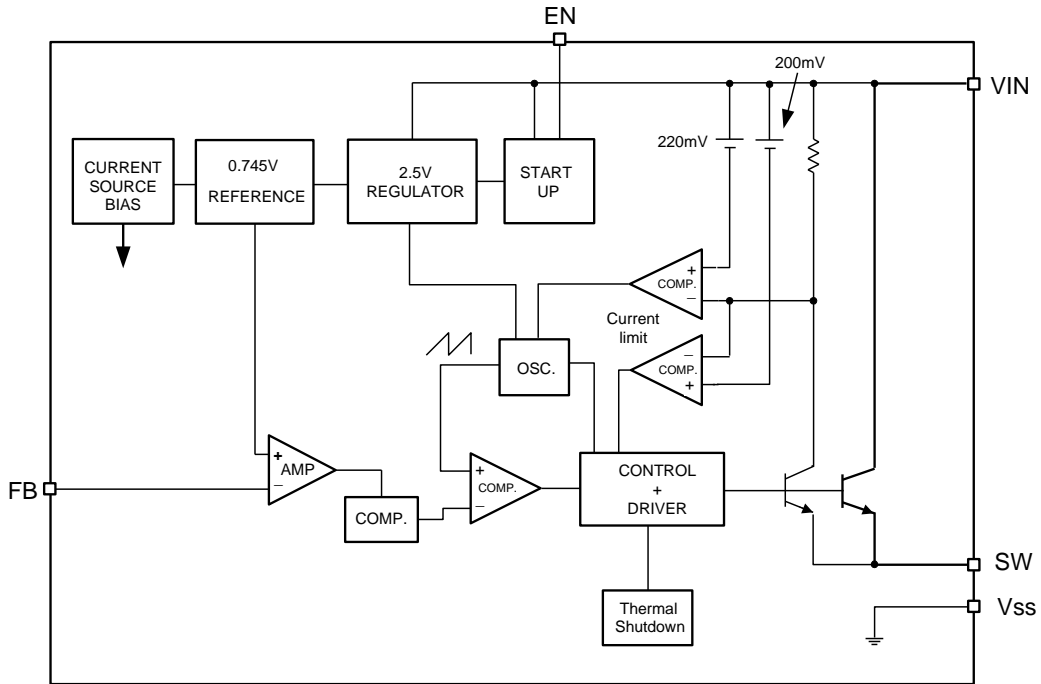 EN
200mV
VIN
220mV
CURRENT
SOURCE
BIAS
0.745V
REFERENCE
2.5V
REGULATOR
START
UP
+
COMP.
−
Current
limit
−
COMP.
+
OSC.
+
AMP
−
FB
COMP.
+
COMP.
−
CONTROL
+
DRIVER
SW
Thermal
Shutdown
Vss